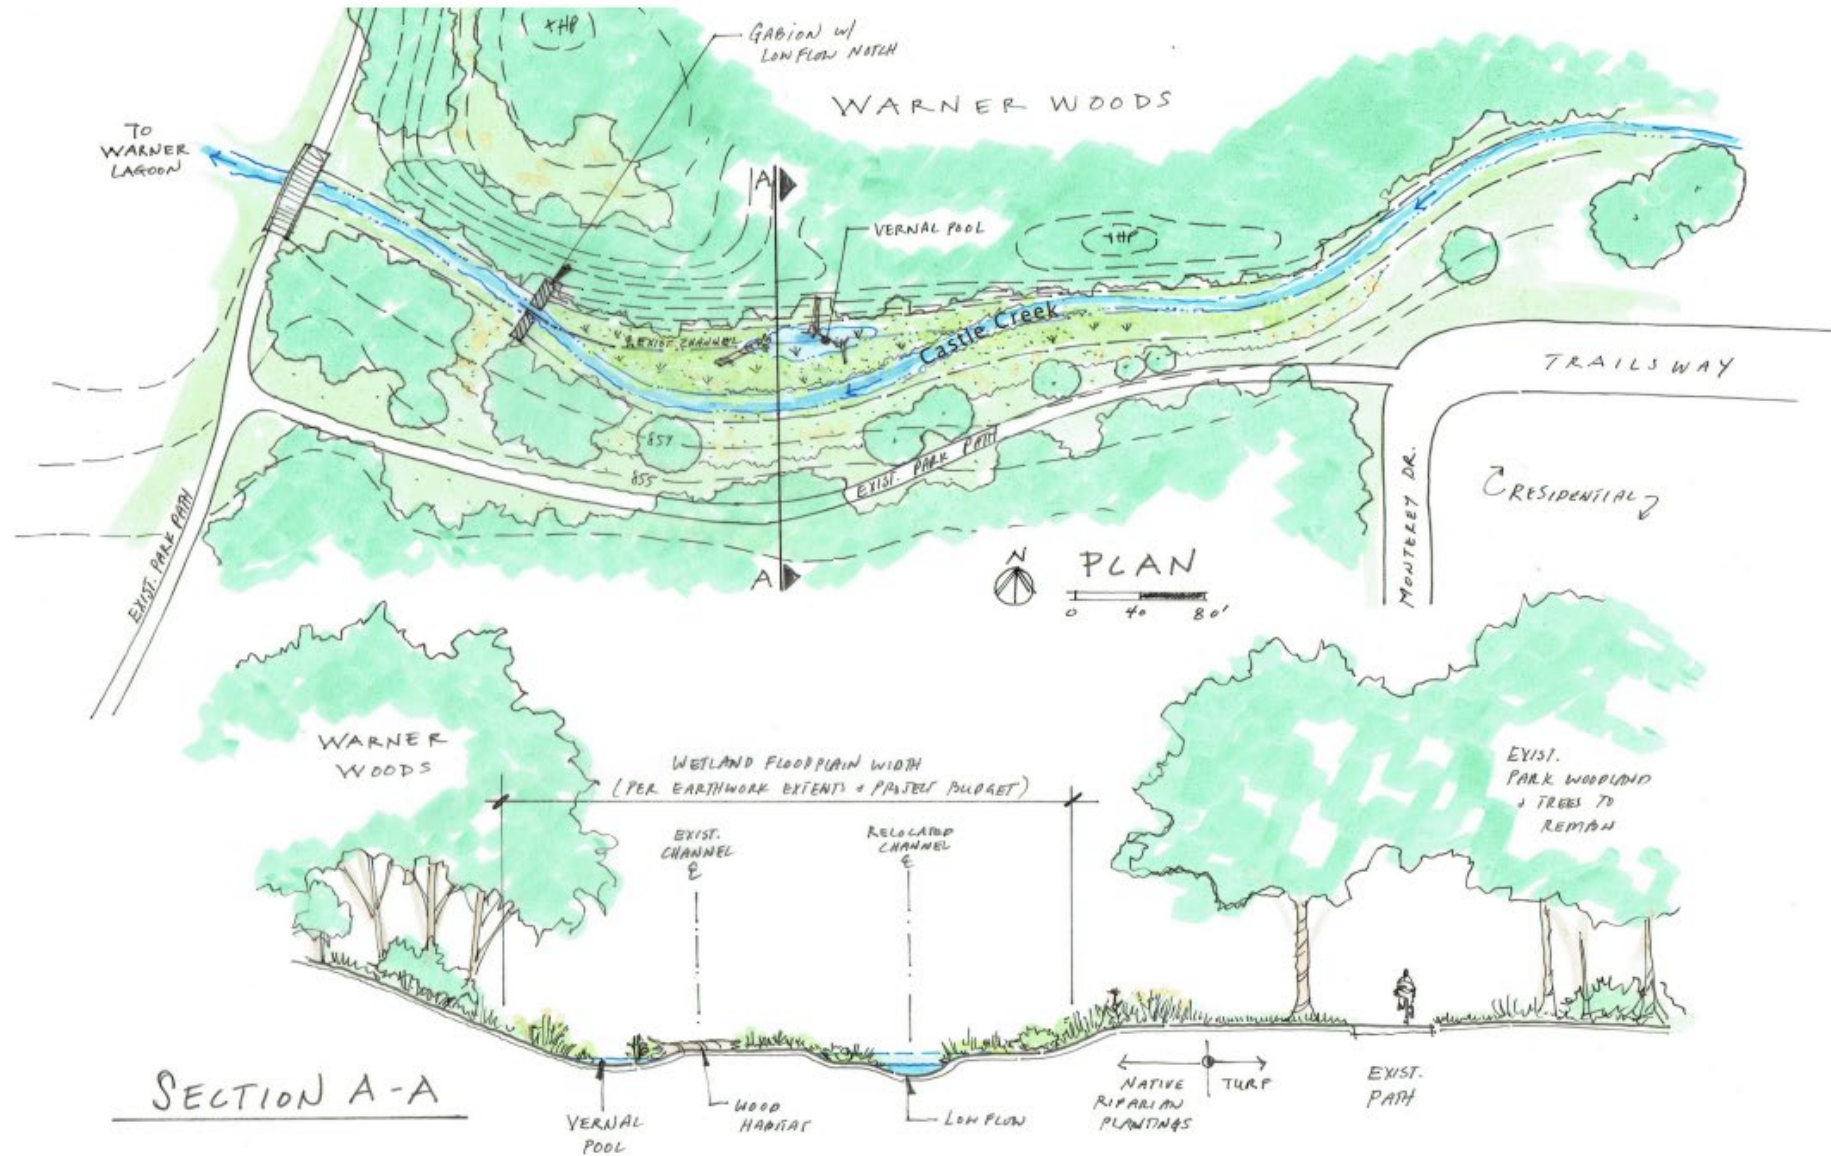 +HP
GABION W/
LOW FLOW NOTCH
WARNER WOODS
TO
WARNER
LAGOON
A
VERNAL POOL
+HP
℄ EXIST. CHANNEL
Castle Creek
TRAILSWAY
857
855
EXIST. PARK PATH
EXIST. PARK PATH
MONTEREY DR.
RESIDENTIAL
A
N
PLAN
0 40 80'
WARNER
WOODS
WETLAND FLOODPLAIN WIDTH
(PER EARTHWORK EXTENTS + PROJECT BUDGET)
EXIST.
CHANNEL
℄
RELOCATED
CHANNEL
℄
EXIST.
PARK WOODLAND
+ TREES TO
REMAIN
SECTION A-A
VERNAL
POOL
WOOD
HABITAT
LOW FLOW
NATIVE
RIPARIAN
PLANTINGS
TURF
EXIST.
PATH